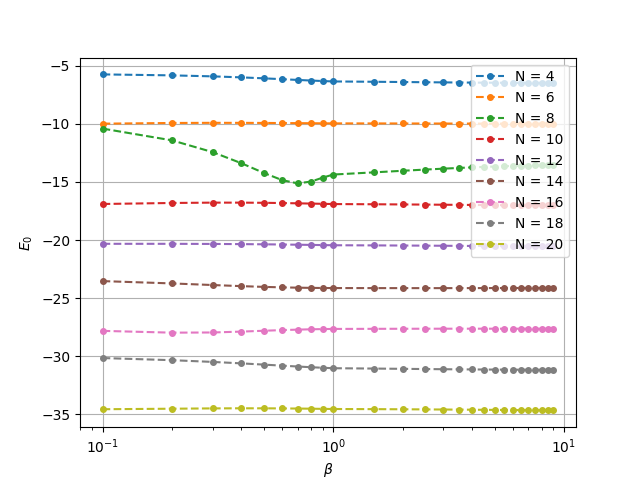 −5
−10
−15
−20
−25
−30
−35
E₀
10⁻¹
10⁰
10¹
β
N = 4
N = 6
N = 8
N = 10
N = 12
N = 14
N = 16
N = 18
N = 20